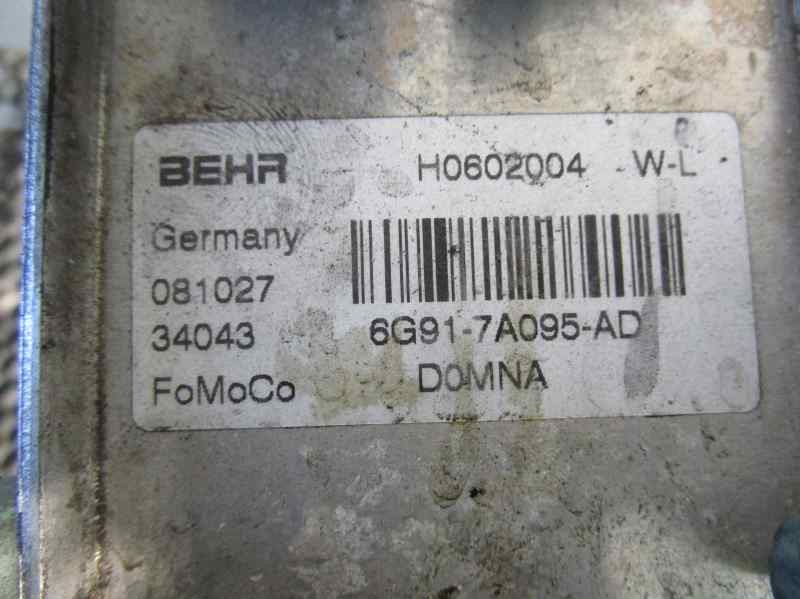 BEHR H0602004 W-L
Germany
081027
34043 6G91-7A095-AD
FoMoCo D0MNA